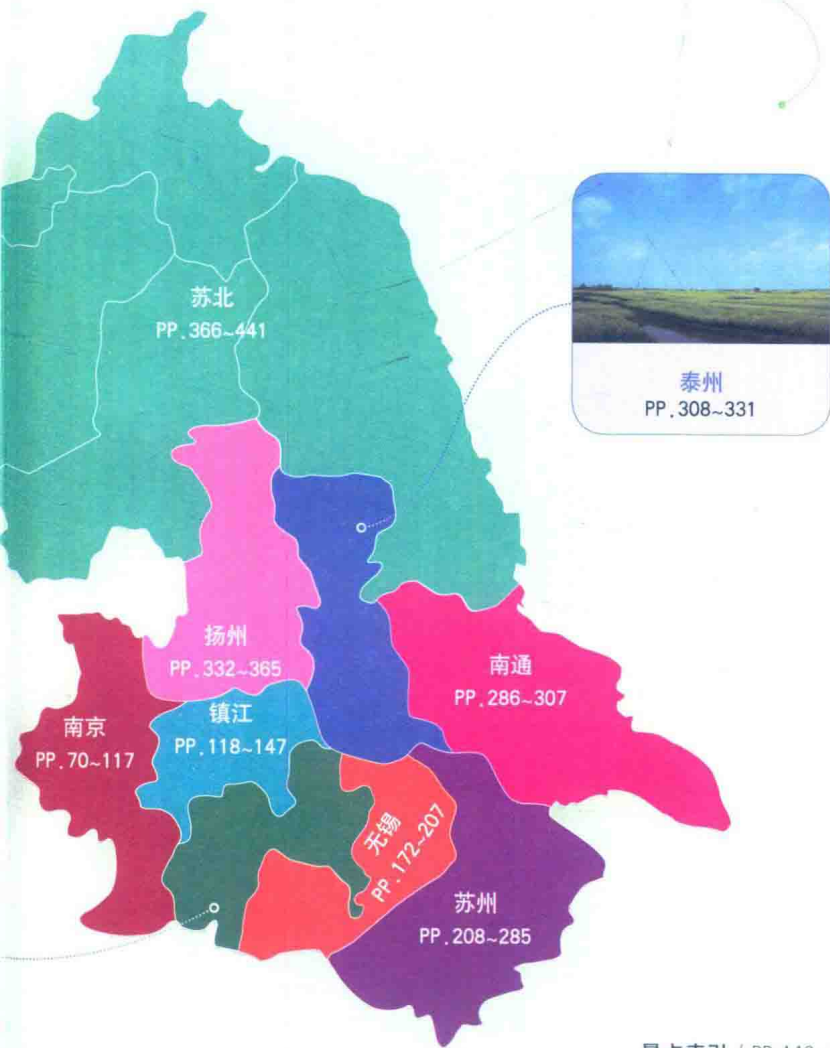 苏北
PP.366~441
泰州
PP.308~331
扬州
PP.332~365
南通
PP.286~307
南京
PP.70~117
镇江
PP.118~147
无锡
PP.172~207
苏州
PP.208~285